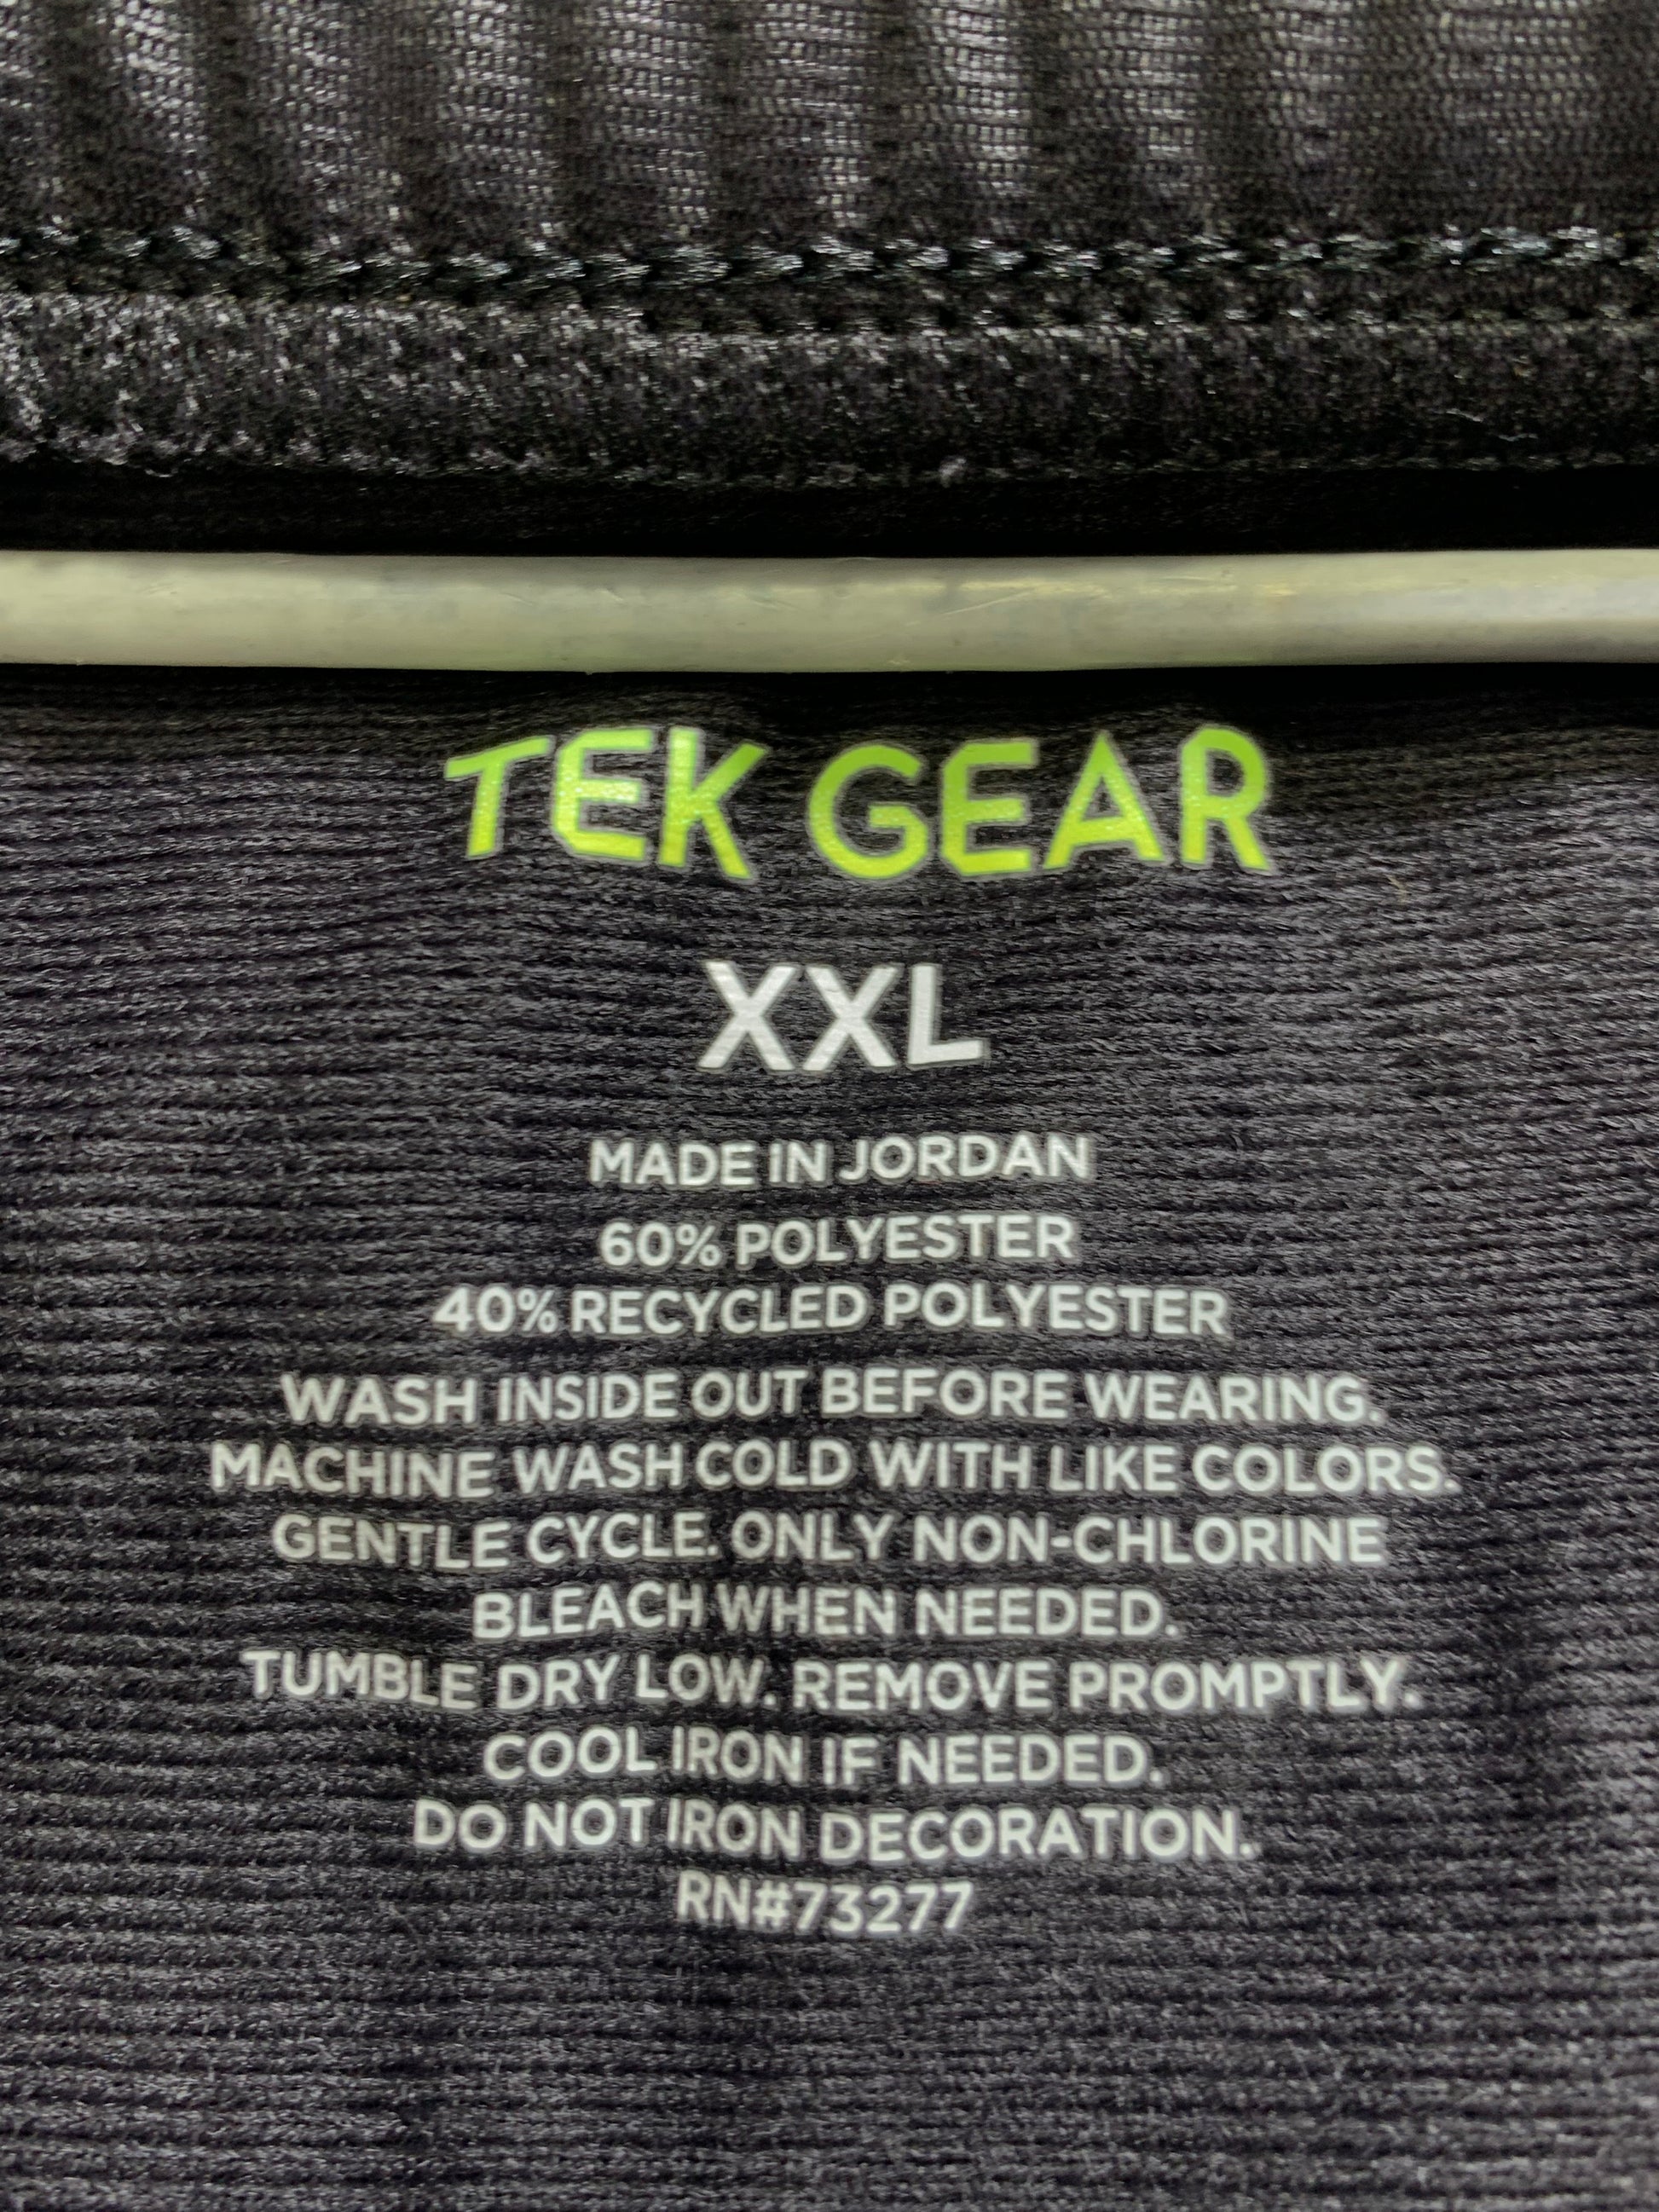 TEK GEAR
XXL
MADE IN JORDAN
60% POLYESTER
40% RECYCLED POLYESTER
WASH INSIDE OUT BEFORE WEARING.
MACHINE WASH COLD WITH LIKE COLORS.
GENTLE CYCLE. ONLY NON-CHLORINE
BLEACH WHEN NEEDED.
TUMBLE DRY LOW. REMOVE PROMPTLY.
COOL IRON IF NEEDED.
DO NOT IRON DECORATION.
RN#73277